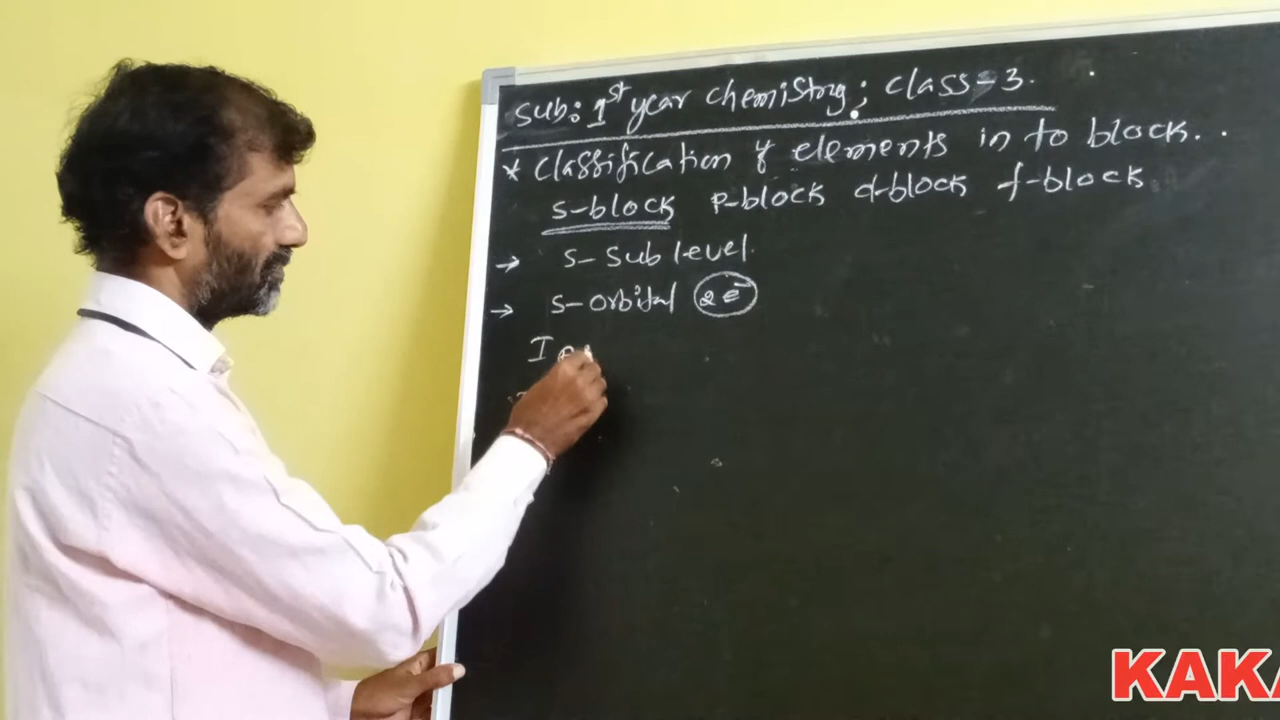 Sub: 1st year chemistry; class-3.
* Classification of elements in to block..
s-block p-block d-block f-block
→ s- sub level.
→ s-orbital 2e⁻
I
KAKA